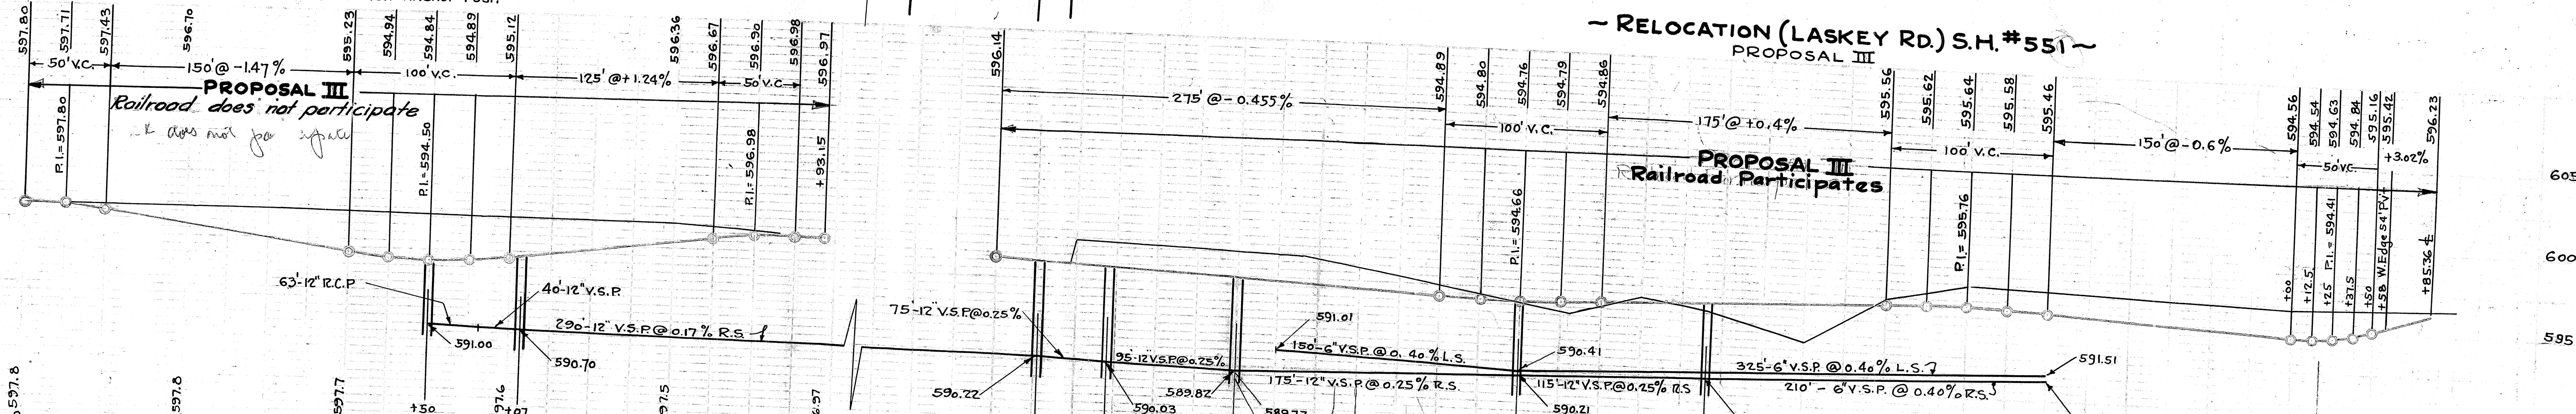 ~ RELOCATION (LASKEY RD.) S.H. #551 ~
PROPOSAL III
597.80
597.71
597.43
596.70
595.23
594.94
594.84
594.89
595.12
596.36
596.67
596.90
596.98
596.97
596.14
594.89
594.80
594.76
594.79
594.86
595.56
595.62
595.64
595.58
595.46
594.56
594.54
594.63
594.84
595.16
595.42
596.23
50' V.C.
150' @ -1.47%
100' V.C.
125' @ +1.24%
50' V.C.
275' @ -0.455%
100' V.C.
175' @ +0.4%
100' V.C.
150' @ -0.6%
50' V.C.
+3.02%
PROPOSAL III
Railroad does not participate
does not
PROPOSAL III
Railroad Participates
P.I. = 597.80
P.I. = 594.50
P.I. = 596.98
+93.15
P.I. = 594.66
P.I. = 595.76
+00
+12.5
+25 P.I. = 594.41
+37.5
+50
+58 W. Edge S4' PV't
+85.36 ℄
605
600
595
63'-12" R.C.P.
40'-12" V.S.P.
290'-12" V.S.P. @ 0.17% R.S.
591.00
590.70
75'-12" V.S.P. @ 0.25%
95'-12" V.S.P. @ 0.25%
591.01
150'-6" V.S.P. @ 0.40% L.S.
590.41
325'-6" V.S.P. @ 0.40% L.S.
591.51
175'-12" V.S.P. @ 0.25% R.S.
115'-12" V.S.P. @ 0.25% R.S
210' - 6" V.S.P. @ 0.40% R.S.
590.22
590.03
589.82
590.21
597.8
597.8
597.7
+50
+07